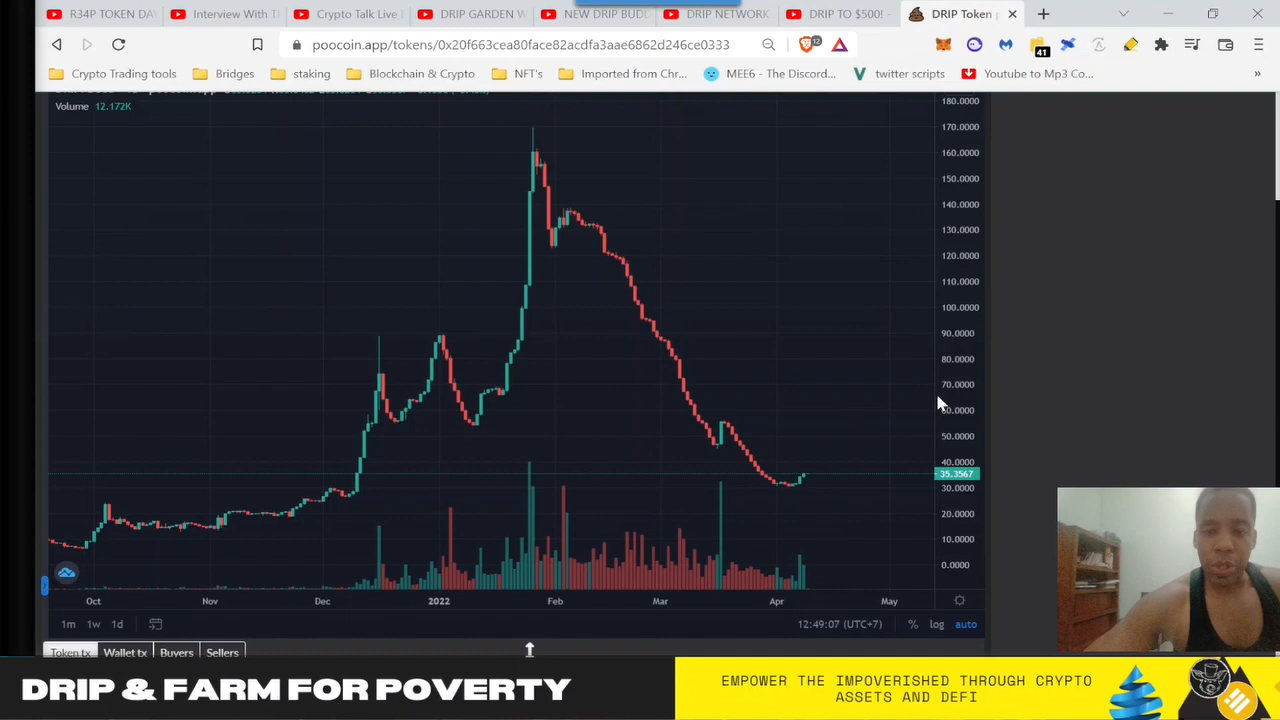 R34P TOKEN DAY
Interview With T
Crypto Talk Live
DRIP GARDEN W
NEW DRIP BUDD
DRIP NETWORK
DRIP TO $500! -
DRIP Token p
poocoin.app/tokens/0x20f663cea80face82acdfa3aae6862d246ce0333
12
41
Crypto Trading tools
Bridges
staking
Blockchain & Crypto
NFT's
Imported from Chr...
MEE6 - The Discord...
twitter scripts
Youtube to Mp3 Co...
»
Volume 12.172K
180.0000
170.0000
160.0000
150.0000
140.0000
130.0000
120.0000
110.0000
100.0000
90.0000
80.0000
70.0000
60.0000
50.0000
40.0000
35.3567
30.0000
20.0000
10.0000
0.0000
Oct Nov Dec 2022 Feb Mar Apr May
1m 1w 1d 12:49:07 (UTC+7) % log auto
Token tx Wallet tx Buyers Sellers
DRIP & FARM FOR POVERTY
EMPOWER THE IMPOVERISHED THROUGH CRYPTO
ASSETS AND DEFI